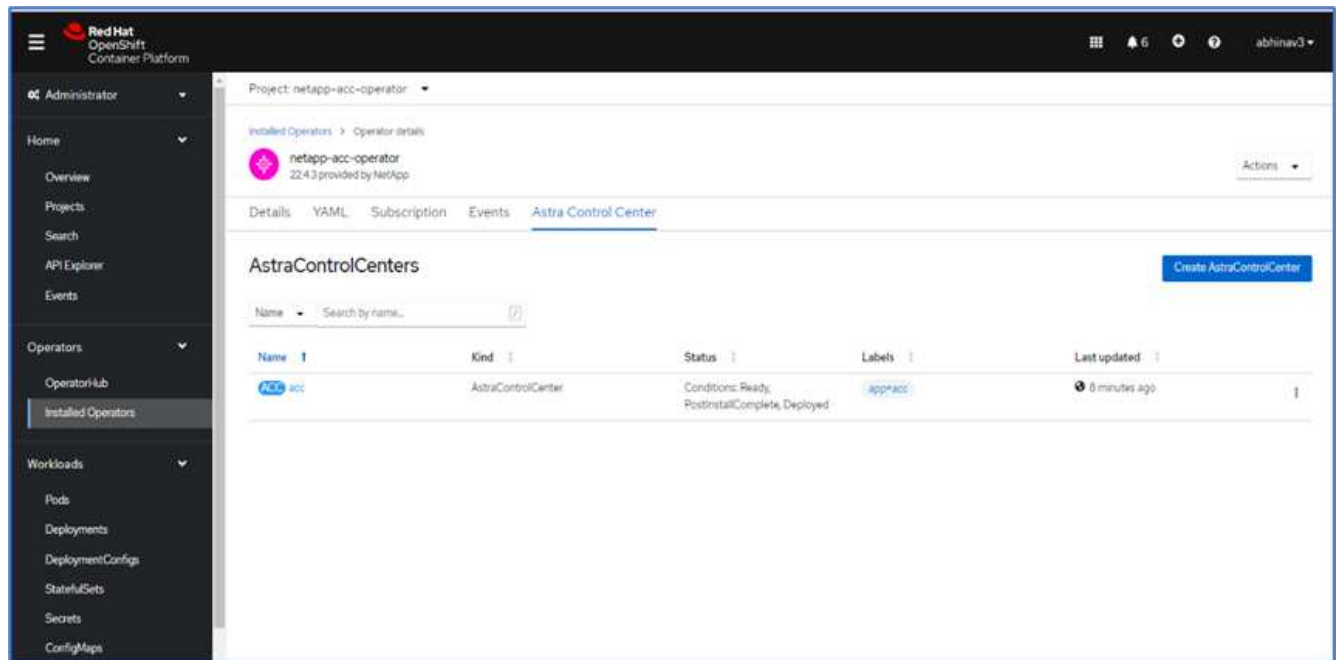 Red Hat
OpenShift
Container Platform
6
abhinav3
Administrator
Home
Overview
Projects
Search
API Explorer
Events
Operators
OperatorHub
Installed Operators
Workloads
Pods
Deployments
DeploymentConfigs
StatefulSets
Secrets
ConfigMaps
Project: netapp-acc-operator
Installed Operators > Operator details
netapp-acc-operator
22.4.3 provided by NetApp
Actions
Details YAML Subscription Events Astra Control Center
AstraControlCenters
Create AstraControlCenter
Name Search by name... /
Name Kind Status Labels Last updated
ACC acc AstraControlCenter Conditions: Ready, app=acc 8 minutes ago
PostInstallComplete, Deployed